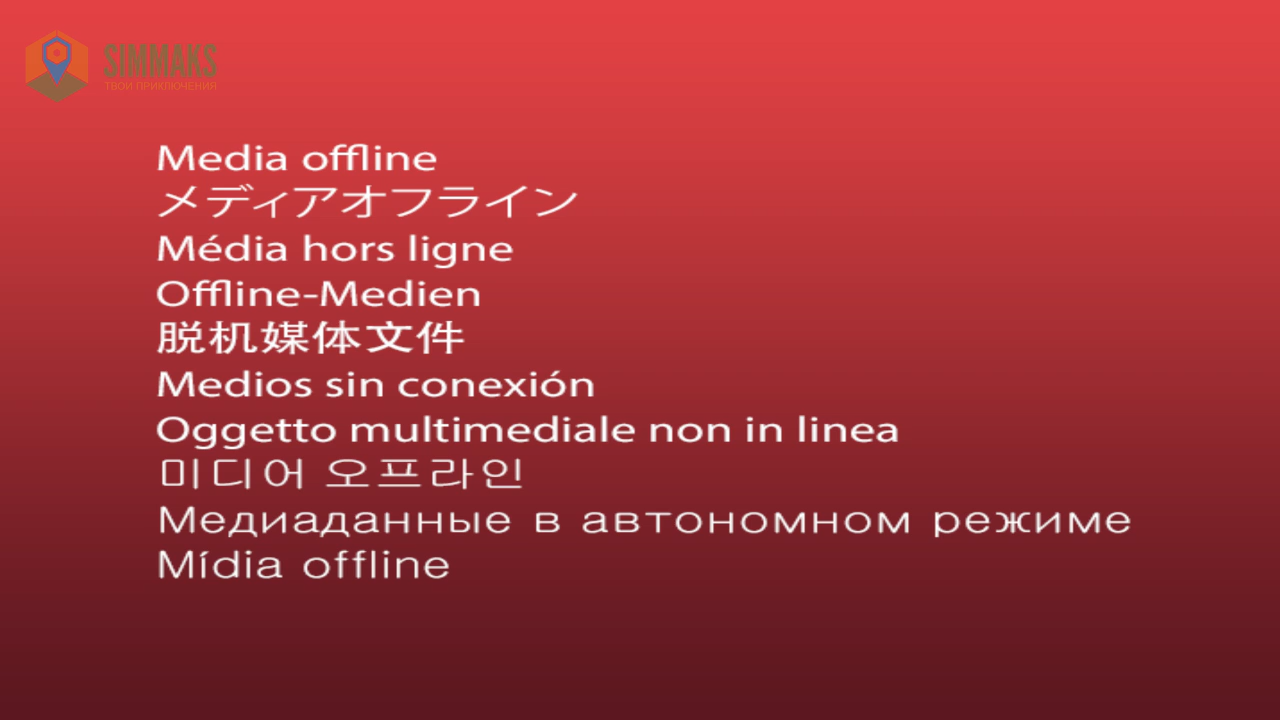 SIMMAKS
ТВОИ ПРИКЛЮЧЕНИЯ
Media offline
メディアオフライン
Média hors ligne
Offline-Medien
脱机媒体文件
Medios sin conexión
Oggetto multimediale non in linea
미디어 오프라인
Медиаданные в автономном режиме
Mídia offline